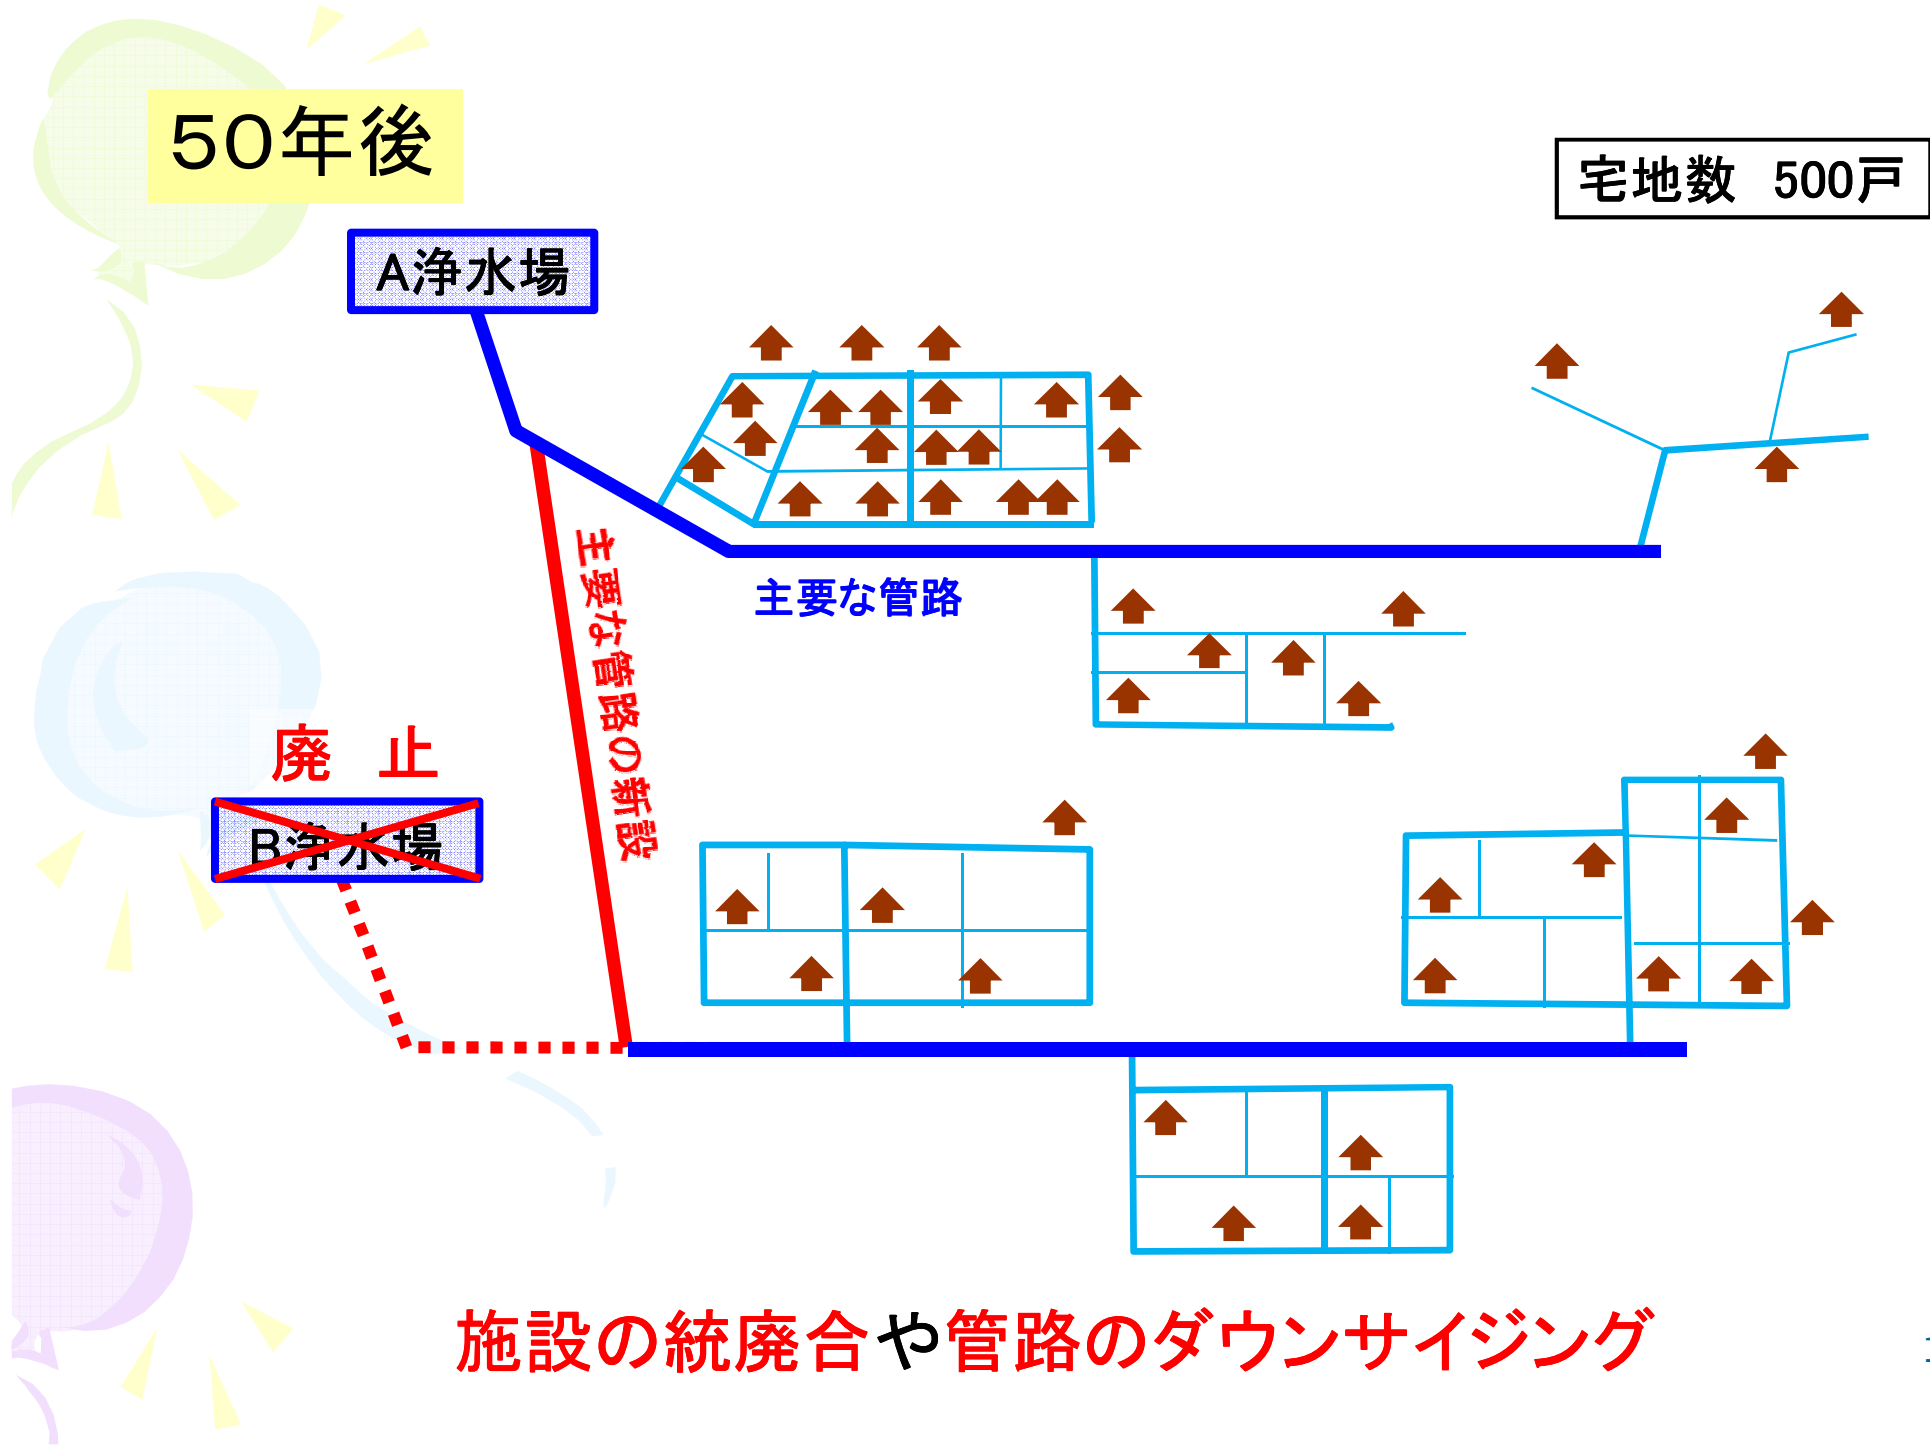 ５０年後
宅地数　500戸
A浄水場
主要な管路
主要な管路の新設
廃　止
B浄水場
施設の統廃合や管路のダウンサイジング